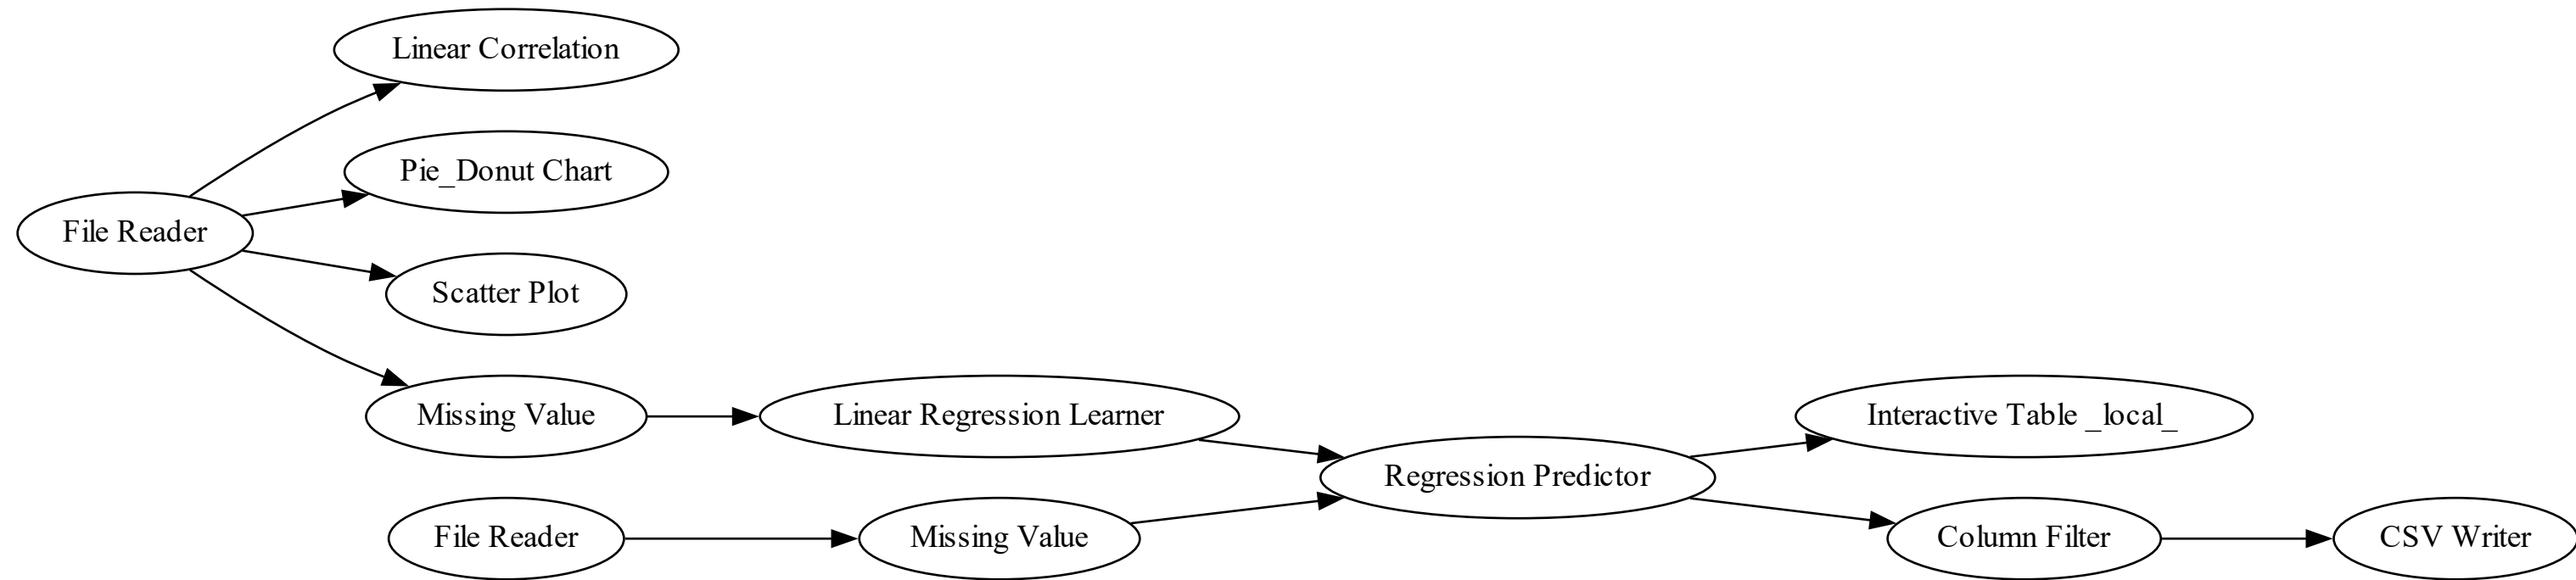 Linear Correlation
Pie_Donut Chart
File Reader
Scatter Plot
Missing Value
Linear Regression Learner
Interactive Table _local_
Regression Predictor
File Reader
Missing Value
Column Filter
CSV Writer